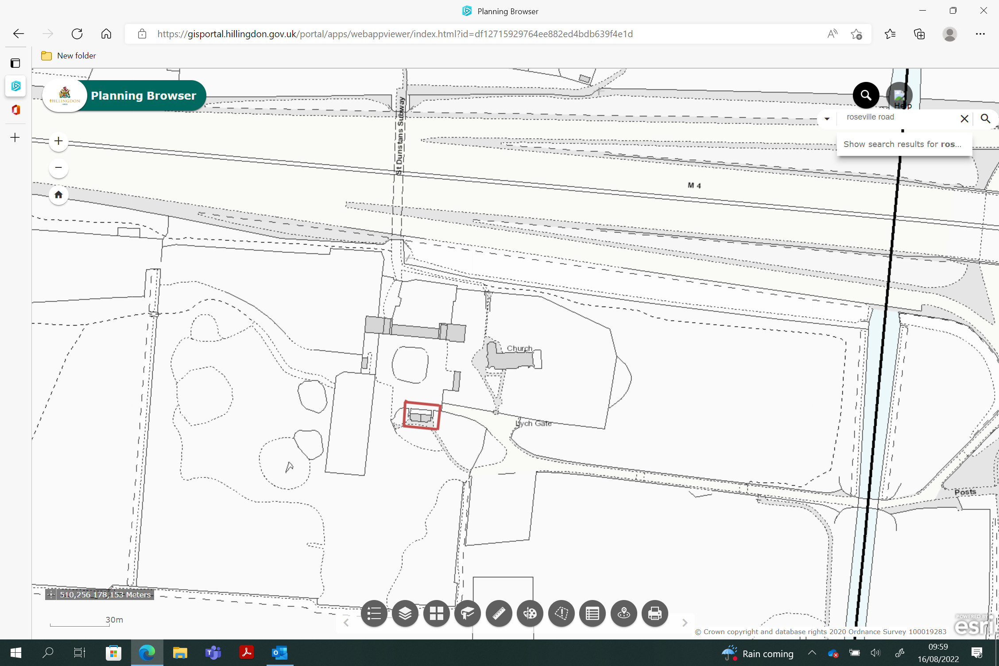 Planning Browser
https://gisportal.hillingdon.gov.uk/portal/apps/webappviewer/index.html?id=df12715929764ee882ed4bdb639f4e1d
New folder
HILLINGDON
LONDON
Planning Browser
Help
roseville road
Show search results for ros...
St Dunstans Subway
M 4
Church
Lych Gate
Posts
510,256 178,153 Meters
30m
POWERED BY
esri
© Crown copyright and database rights 2020 Ordnance Survey 100019283
Rain coming
09:59
16/08/2022